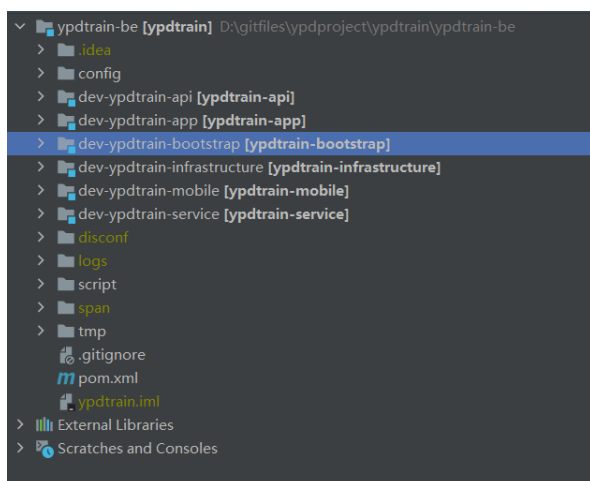 ypdtrain-be [ypdtrain] D:\gitfiles\ypdproject\ypdtrain\ypdtrain-be
.idea
config
dev-ypdtrain-api [ypdtrain-api]
dev-ypdtrain-app [ypdtrain-app]
dev-ypdtrain-bootstrap [ypdtrain-bootstrap]
dev-ypdtrain-infrastructure [ypdtrain-infrastructure]
dev-ypdtrain-mobile [ypdtrain-mobile]
dev-ypdtrain-service [ypdtrain-service]
disconf
logs
script
span
tmp
.gitignore
m pom.xml
ypdtrain.iml
External Libraries
Scratches and Consoles